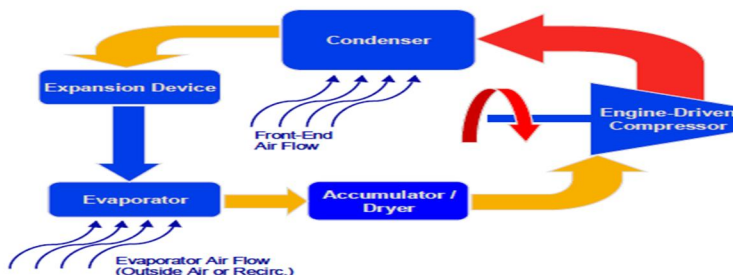 Condenser
Expansion Device
Engine-Driven
Compressor
Front-End
Air Flow
Evaporator
Accumulator /
Dryer
Evaporator Air Flow
(Outside Air or Recirc.)